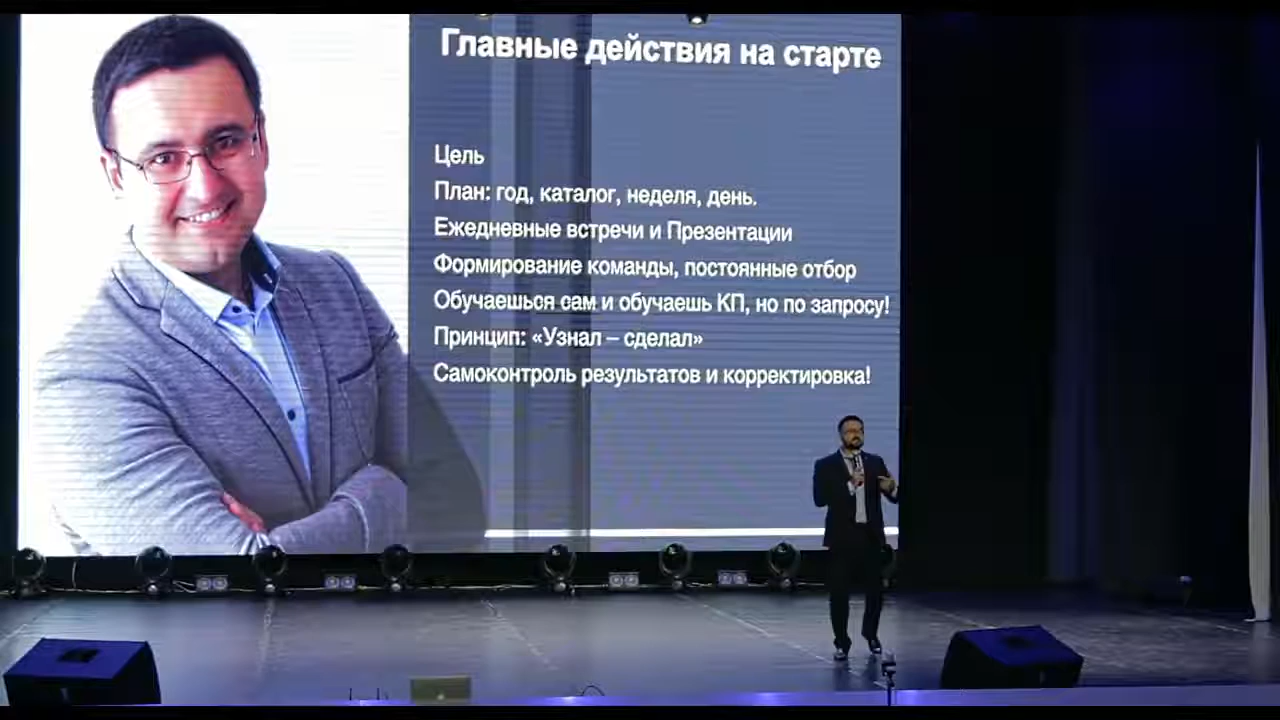 Главные действия на старте
Цель
План: год, каталог, неделя, день.
Ежедневные встречи и Презентации
Формирование команды, постоянные отбор
Обучаешься сам и обучаешь КП, но по запросу!
Принцип: «Узнал – сделал»
Самоконтроль результатов и корректировка!